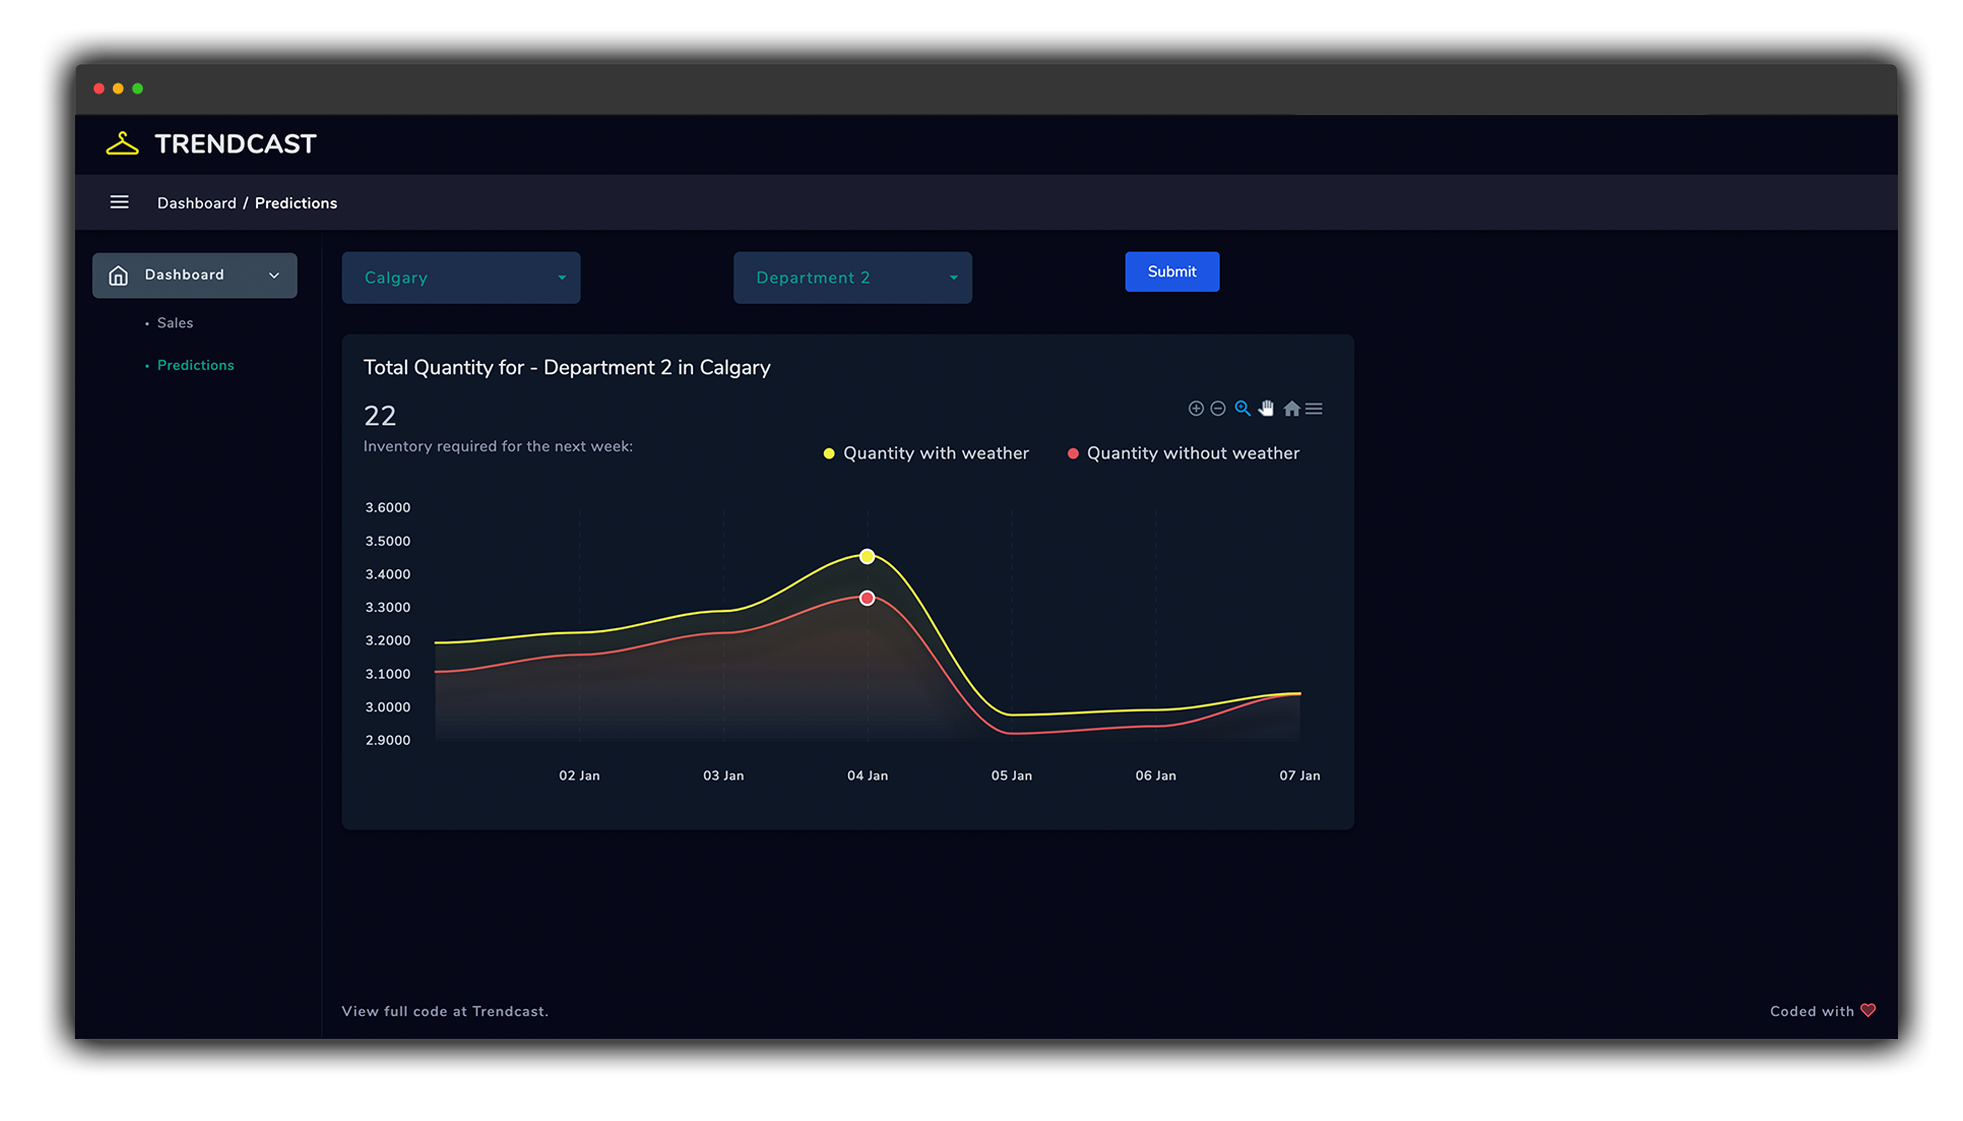 TRENDCAST
Dashboard / Predictions
Dashboard
• Sales
• Predictions
Calgary
Department 2
Submit
Total Quantity for - Department 2 in Calgary
22
Inventory required for the next week:
Quantity with weather
Quantity without weather
3.6000
3.5000
3.4000
3.3000
3.2000
3.1000
3.0000
2.9000
02 Jan
03 Jan
04 Jan
05 Jan
06 Jan
07 Jan
View full code at Trendcast.
Coded with